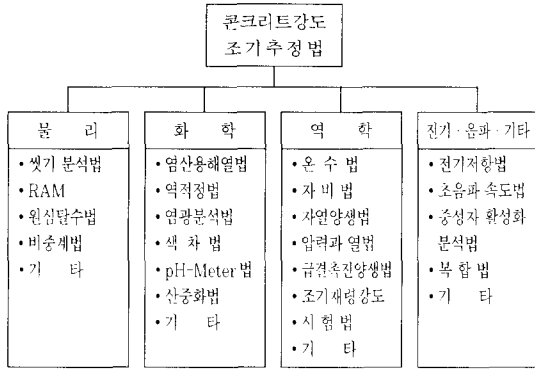 콘크리트강도
조기추정법
물 리
• 씻기 분석법
• RAM
• 원심탈수법
• 비중계법
• 기 타
화 학
• 염산용해열법
• 역적정법
• 염광분석법
• 색 차 법
• pH-Meter 법
• 산중화법
• 기 타
역 학
• 온 수 법
• 자 비 법
• 자열양생법
• 압력과 열법
• 급결촉진양생법
• 조기재령강도
• 시 험 법
• 기 타
전기 · 음파 · 기타
• 전기저항법
• 초음파 속도법
• 중성자 활성화
분석법
• 복 합 법
• 기 타